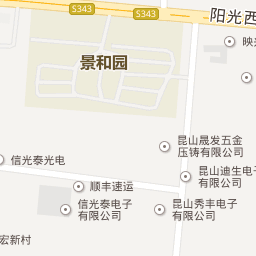 S343
S343
阳光西
景和园
昆山晟发五金
压铸有限公司
信光泰光电
昆山迪生电子
有限公司
顺丰速运
信光泰电子
有限公司
昆山秀丰电子
有限公司
宏新村